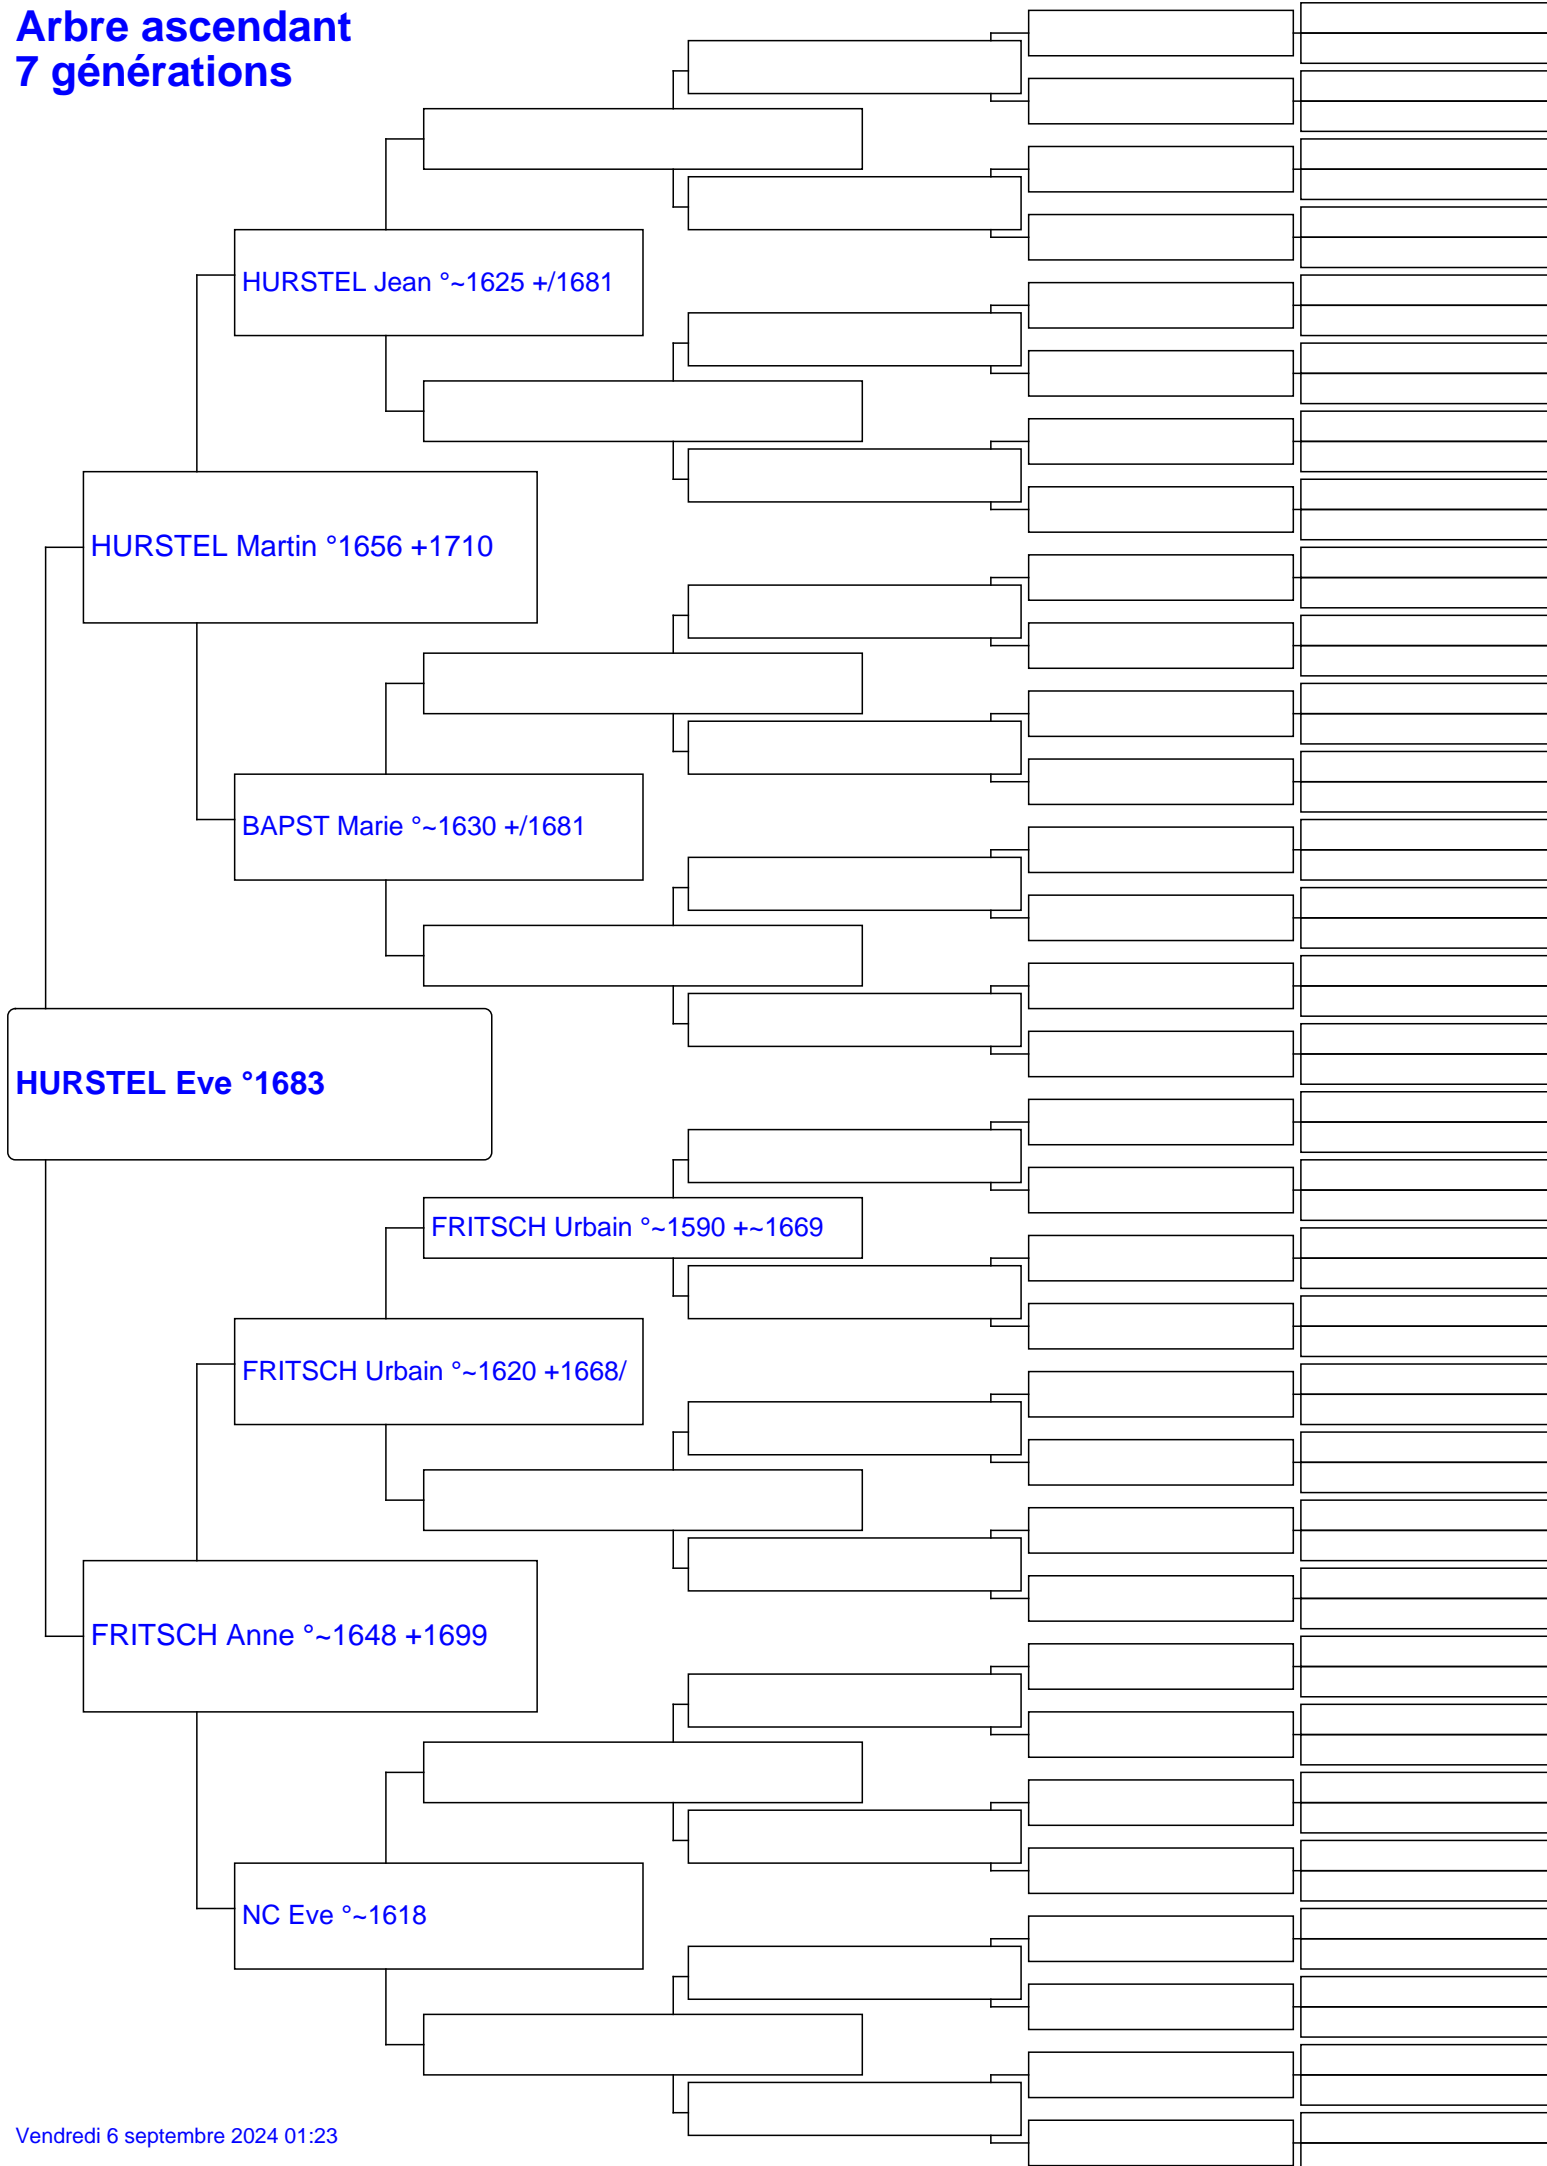 Arbre ascendant
7 générations
HURSTEL Jean °~1625 +/1681
HURSTEL Martin °1656 +1710
BAPST Marie °~1630 +/1681
HURSTEL Eve °1683
FRITSCH Urbain °~1590 +~1669
FRITSCH Urbain °~1620 +1668/
FRITSCH Anne °~1648 +1699
NC Eve °~1618
Vendredi 6 septembre 2024 01:23